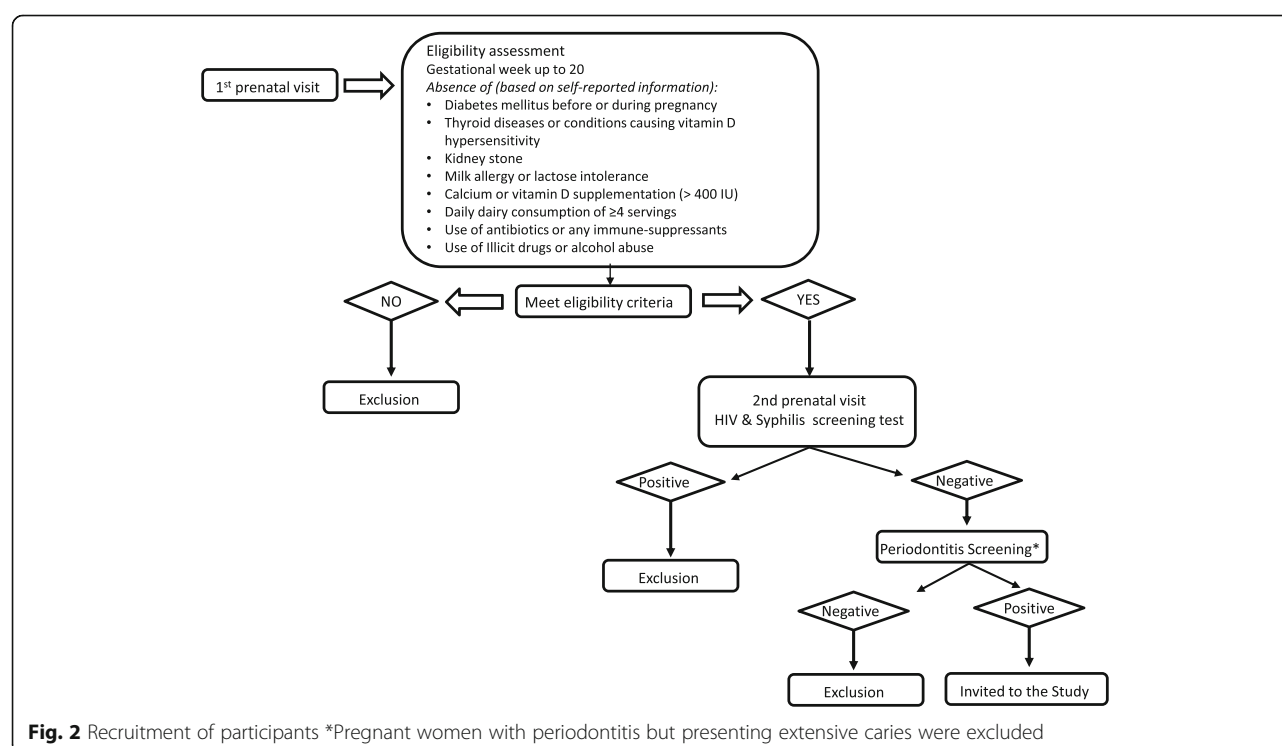 1st prenatal visit
Eligibility assessment
Gestational week up to 20
Absence of (based on self-reported information):
• Diabetes mellitus before or during pregnancy
• Thyroid diseases or conditions causing vitamin D
hypersensitivity
• Kidney stone
• Milk allergy or lactose intolerance
• Calcium or vitamin D supplementation (> 400 IU)
• Daily dairy consumption of ≥4 servings
• Use of antibiotics or any immune-suppressants
• Use of Illicit drugs or alcohol abuse
NO
Meet eligibility criteria
YES
Exclusion
2nd prenatal visit
HIV & Syphilis screening test
Positive
Negative
Periodontitis Screening*
Exclusion
Negative
Positive
Exclusion
Invited to the Study
Fig. 2 Recruitment of participants *Pregnant women with periodontitis but presenting extensive caries were excluded